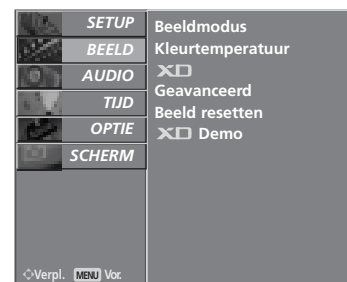 SETUP
BEELD
AUDIO
TIJD
OPTIE
SCHERM
Verpl. MENU Vor.
Beeldmodus
Kleurtemperatuur
XD
Geavanceerd
Beeld resetten
XD Demo